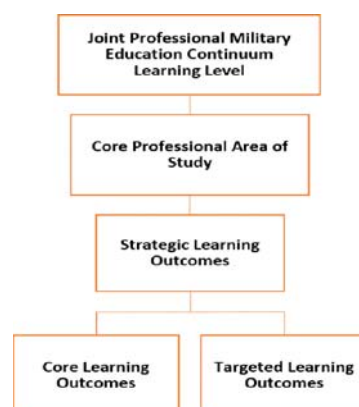 Joint Professional Military
Education Continuum
Learning Level
Core Professional Area of
Study
Strategic Learning
Outcomes
Core Learning
Outcomes
Targeted Learning
Outcomes